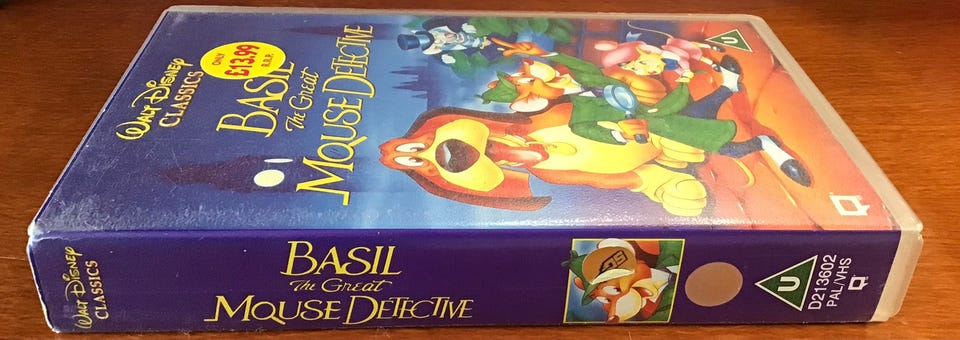 WALT DISNEY
CLASSICS
ONLY
£13.99
R.R.P.
BASIL
The Great
MOUSE DETECTIVE
U
WALT DISNEY
CLASSICS
BASIL
The Great
MOUSE DETECTIVE
U
D213602
PAL/VHS